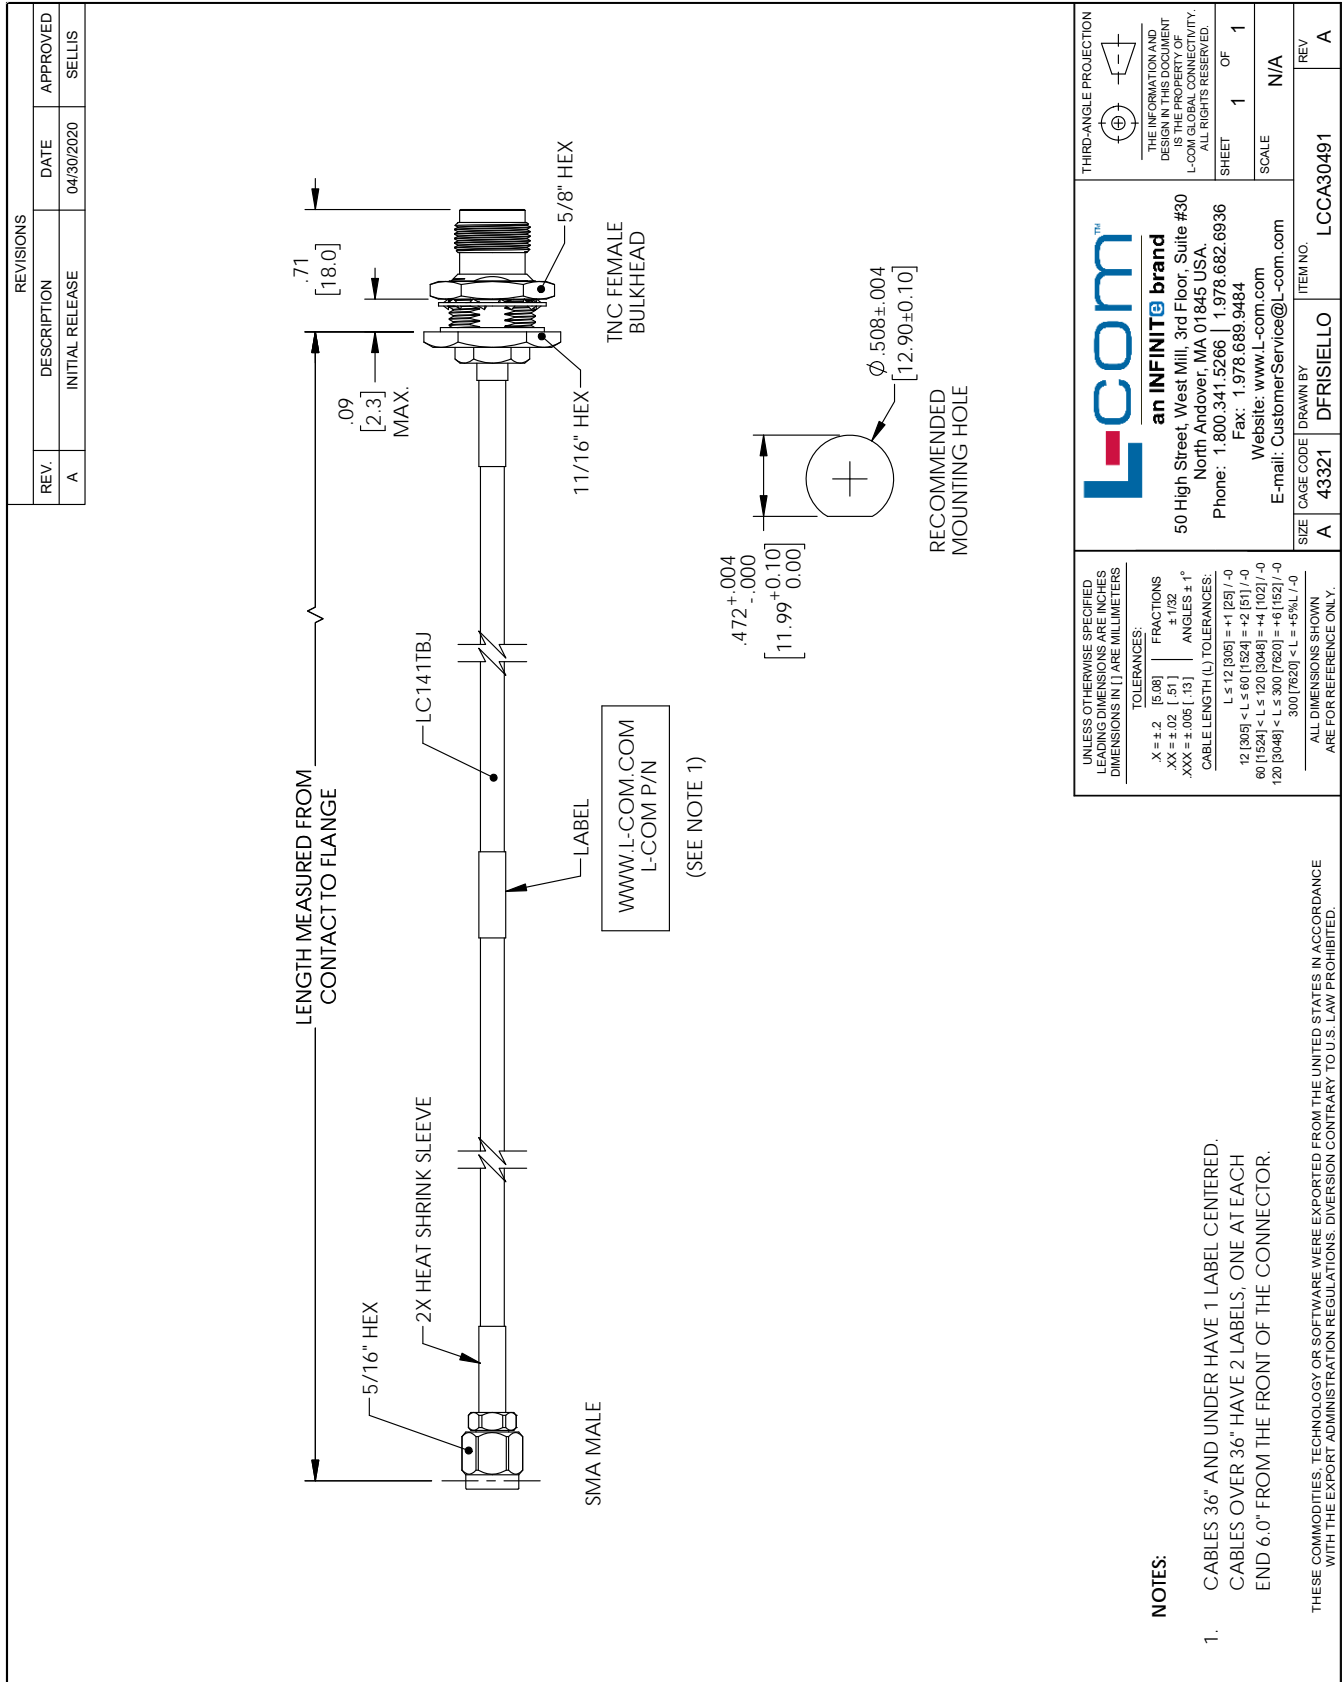 REVISIONS
REV.
DESCRIPTION
DATE
APPROVED
A
INITIAL RELEASE
04/30/2020
SELLIS
LENGTH MEASURED FROM
CONTACT TO FLANGE
.71
[18.0]
.09
[2.3]
MAX.
5/16" HEX
2X HEAT SHRINK SLEEVE
LC141TBJ
LABEL
WWW.L-COM.COM
L-COM P/N
(SEE NOTE 1)
11/16" HEX
5/8" HEX
SMA MALE
TNC FEMALE
BULKHEAD
.472 +.004
-.000
[11.99 +0.10]
0.00
Ø.508±.004
[12.90±0.10]
RECOMMENDED
MOUNTING HOLE
NOTES:
1. CABLES 36" AND UNDER HAVE 1 LABEL CENTERED.
CABLES OVER 36" HAVE 2 LABELS, ONE AT EACH
END 6.0" FROM THE FRONT OF THE CONNECTOR.
THESE COMMODITIES, TECHNOLOGY OR SOFTWARE WERE EXPORTED FROM THE UNITED STATES IN ACCORDANCE
WITH THE EXPORT ADMINISTRATION REGULATIONS. DIVERSION CONTRARY TO U.S. LAW PROHIBITED.
UNLESS OTHERWISE SPECIFIED
LEADING DIMENSIONS ARE INCHES
DIMENSIONS IN [ ] ARE MILLIMETERS
TOLERANCES:
.X = ±.2 [5.08] FRACTIONS
.XX = ±.02 [.51] ±1/32
.XXX = ±.005 [.13] ANGLES ± 1°
CABLE LENGTH (L) TOLERANCES:
L ≤ 12 [305] = +1 [25] / -0
12 [305] < L ≤ 60 [1524] = +2 [51] / -0
60 [1524] < L ≤ 120 [3048] = +4 [102] / -0
120 [3048] < L ≤ 300 [7620] = +6 [152] / -0
300 [7620] < L = +5%L / -0
ALL DIMENSIONS SHOWN
ARE FOR REFERENCE ONLY.
L-com™
an INFINITe brand
50 High Street, West Mill, 3rd Floor, Suite #30
North Andover, MA 01845 USA.
Phone: 1.800.341.5266 | 1.978.682.6936
Fax: 1.978.689.9484
Website: www.L-com.com
E-mail: CustomerService@L-com.com
THIRD-ANGLE PROJECTION
THE INFORMATION AND
DESIGN IN THIS DOCUMENT
IS THE PROPERTY OF
L-COM GLOBAL CONNECTIVITY.
ALL RIGHTS RESERVED.
SHEET 1 OF 1
SCALE N/A
SIZE
A
CAGE CODE
43321
DRAWN BY
DFRISIELLO
ITEM NO.
LCCA30491
REV
A